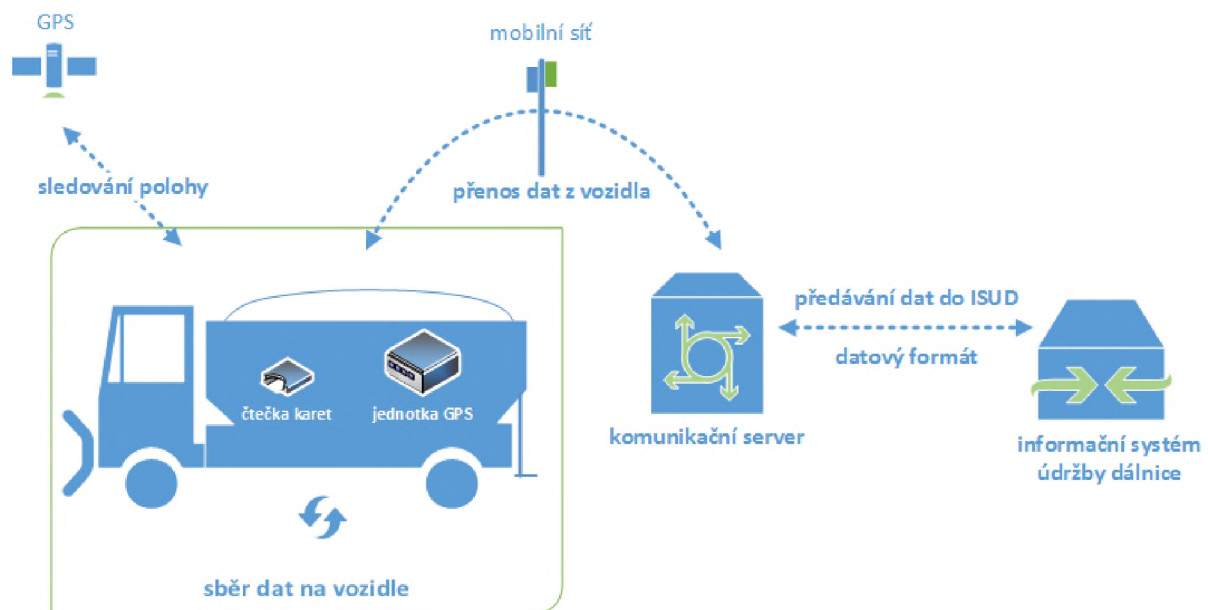 GPS
mobilní síť
sledování polohy
přenos dat z vozidla
čtečka karet
jednotka GPS
sběr dat na vozidle
komunikační server
předávání dat do ISUD
datový formát
informační systém
údržby dálnice